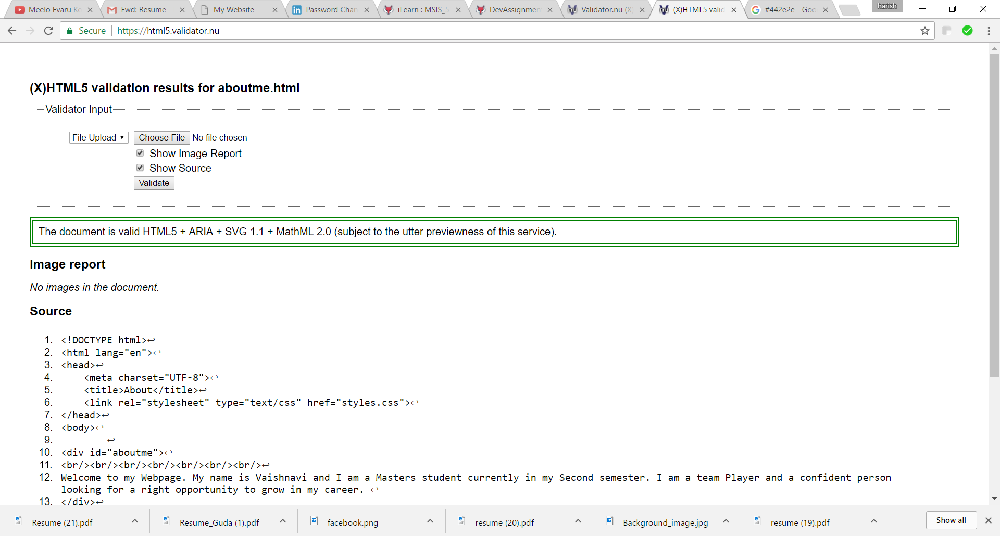 Meelo Evaru Ko
Fwd: Resume -
My Website
Password Chan
iLearn : MSIS_5
DevAssignmen
Validator.nu (X)
(X)HTML5 valid
#442e2e - Goo
harish
Secure
https://html5.validator.nu
(X)HTML5 validation results for aboutme.html
Validator Input
File Upload ▼ Choose File No file chosen
Show Image Report
Show Source
Validate
The document is valid HTML5 + ARIA + SVG 1.1 + MathML 2.0 (subject to the utter previewness of this service).
Image report
No images in the document.
Source
1. <!DOCTYPE html>↩
2. <html lang="en">↩
3. <head>↩
4.     <meta charset="UTF-8">↩
5.     <title>About</title>↩
6.     <link rel="stylesheet" type="text/css" href="styles.css">↩
7. </head>↩
8. <body>↩
9.         ↩
10. <div id="aboutme">↩
11. <br/><br/><br/><br/><br/><br/><br/>↩
12. Welcome to my Webpage. My name is Vaishnavi and I am a Masters student currently in my Second semester. I am a team Player and a confident person
looking for a right opportunity to grow in my career. ↩
13. </div>↩
Resume (21).pdf
Resume_Guda (1).pdf
facebook.png
resume (20).pdf
Background_image.jpg
resume (19).pdf
Show all